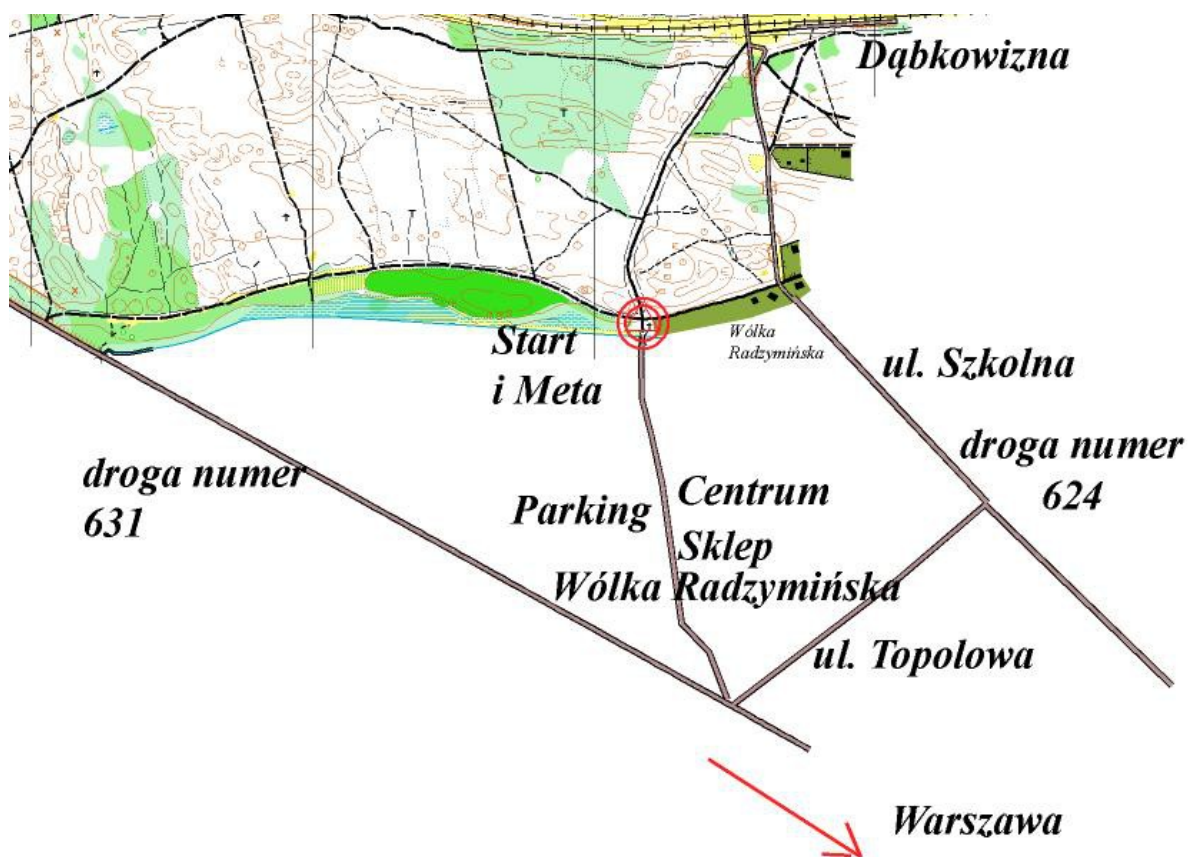 Dąbkowizna
Start
i Meta
Wólka
Radzymińska
ul. Szkolna
droga numer
631
droga numer
624
Parking
Centrum
Sklep
Wólka Radzymińska
ul. Topolowa
Warszawa